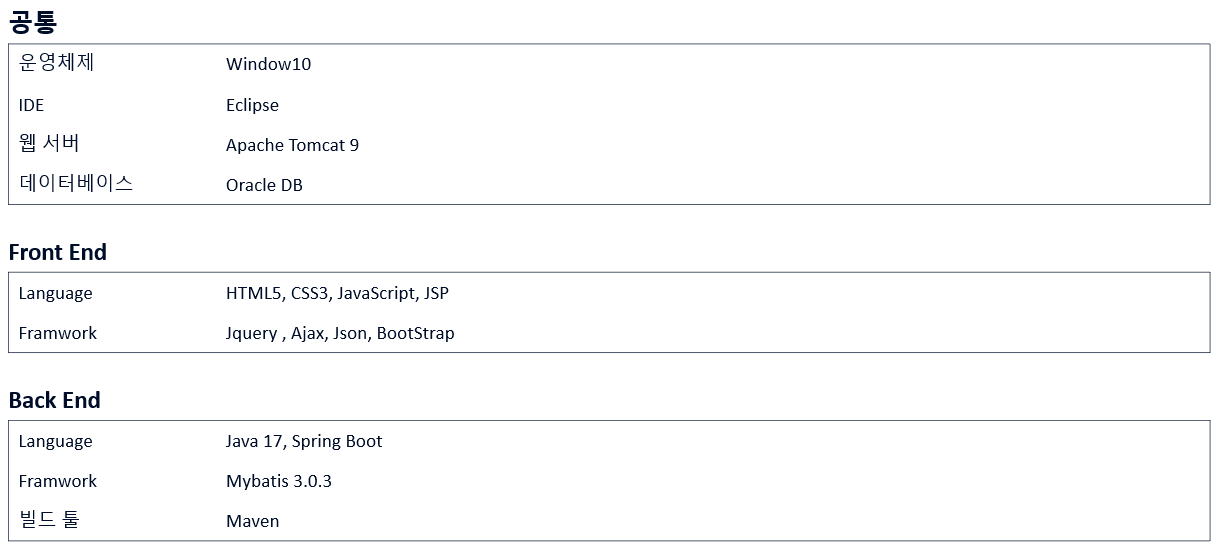 공통
운영체제 Window10
IDE Eclipse
웹 서버 Apache Tomcat 9
데이터베이스 Oracle DB
Front End
Language HTML5, CSS3, JavaScript, JSP
Framwork Jquery , Ajax, Json, BootStrap
Back End
Language Java 17, Spring Boot
Framwork Mybatis 3.0.3
빌드 툴 Maven